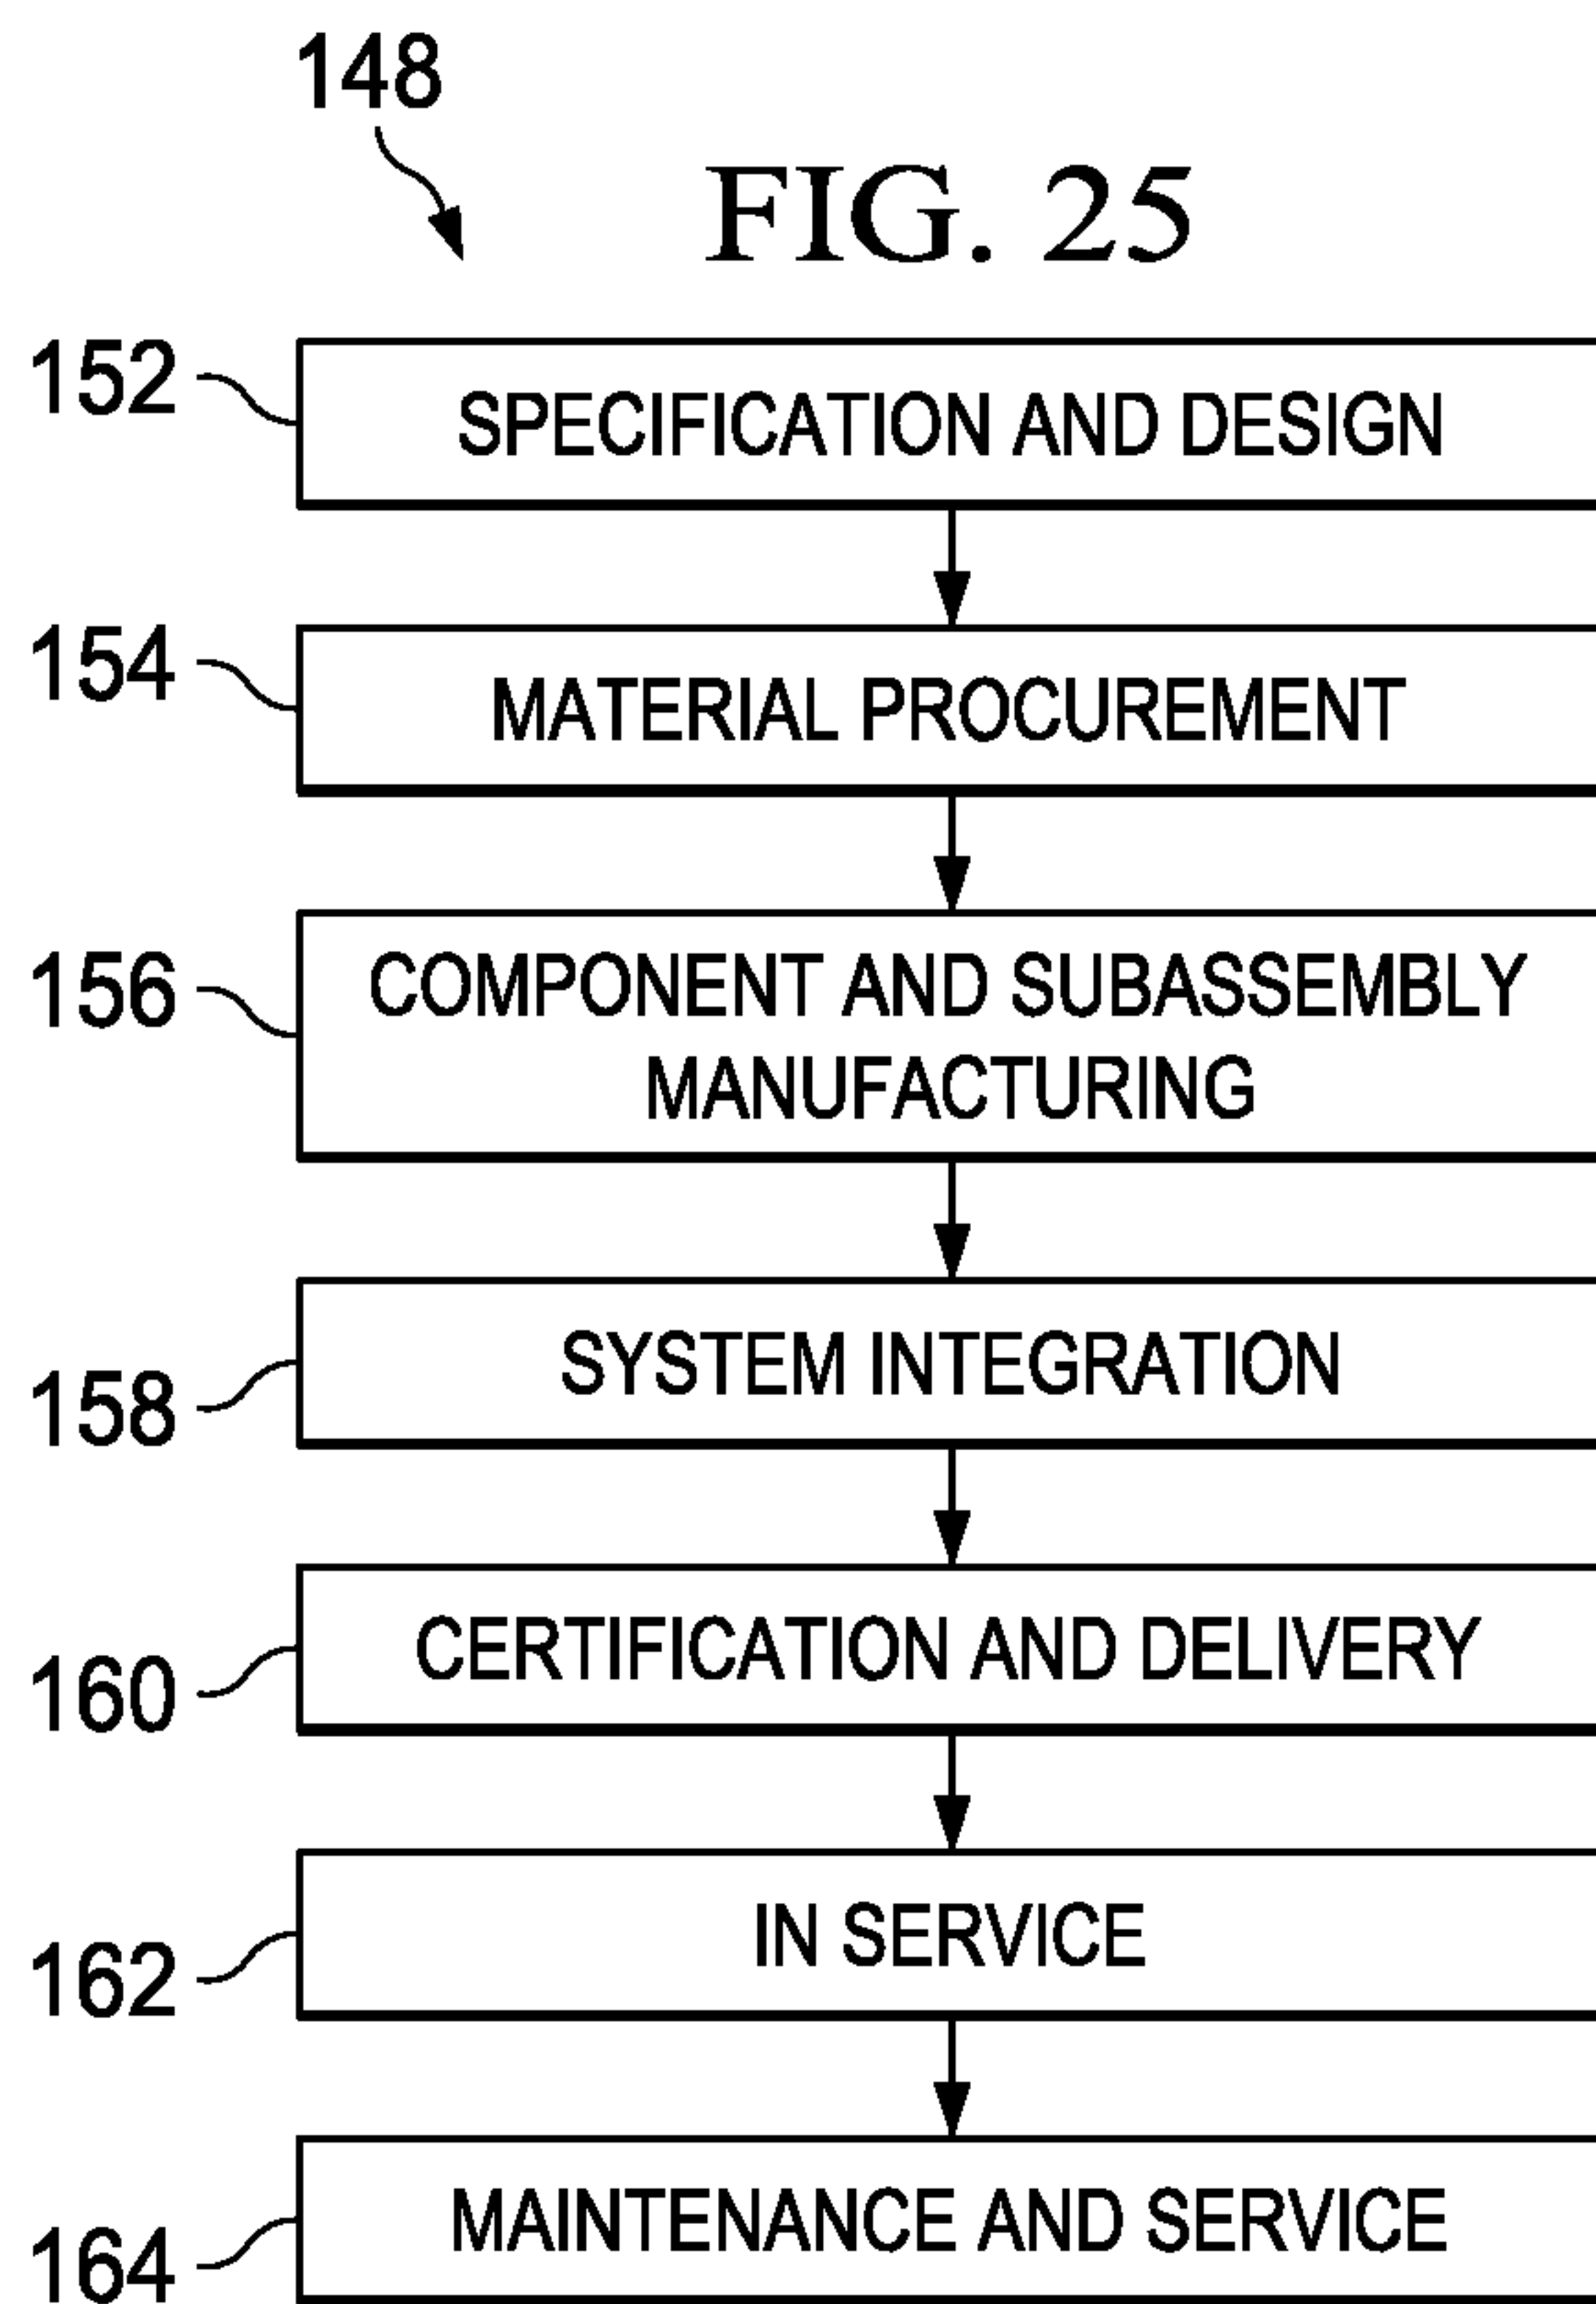 148
FIG. 25
152
SPECIFICATION AND DESIGN
154
MATERIAL PROCUREMENT
156
COMPONENT AND SUBASSEMBLY
MANUFACTURING
158
SYSTEM INTEGRATION
160
CERTIFICATION AND DELIVERY
162
IN SERVICE
164
MAINTENANCE AND SERVICE